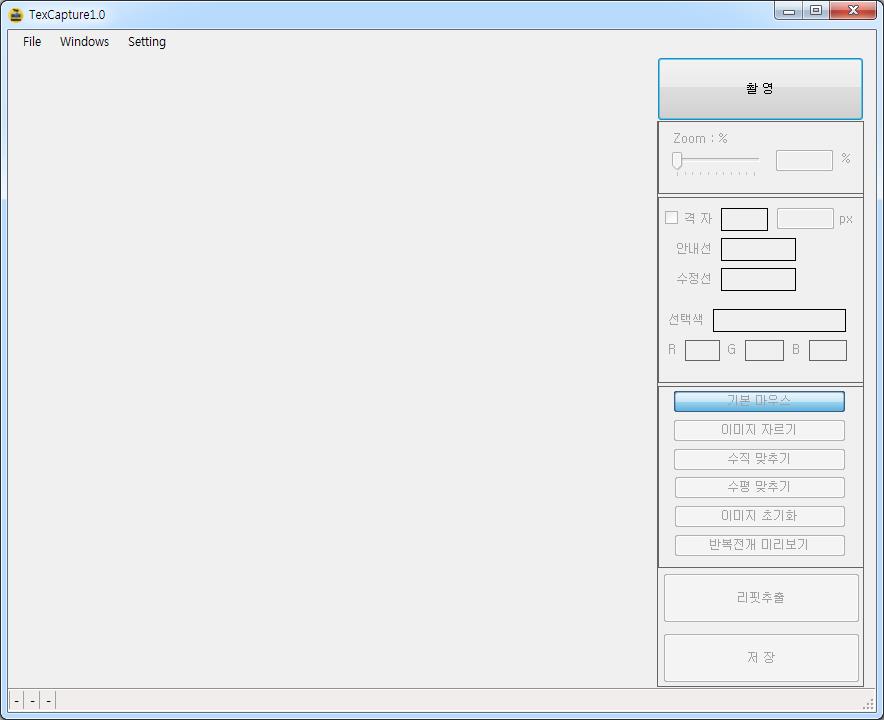 TexCapture1.0
File Windows Setting
촬 영
Zoom : %
%
격 자 px
안내선
수정선
선택색
R G B
기본 마우스
이미지 자르기
수직 맞추기
수평 맞추기
이미지 초기화
반복전개 미리보기
리핏추출
저 장
- - -